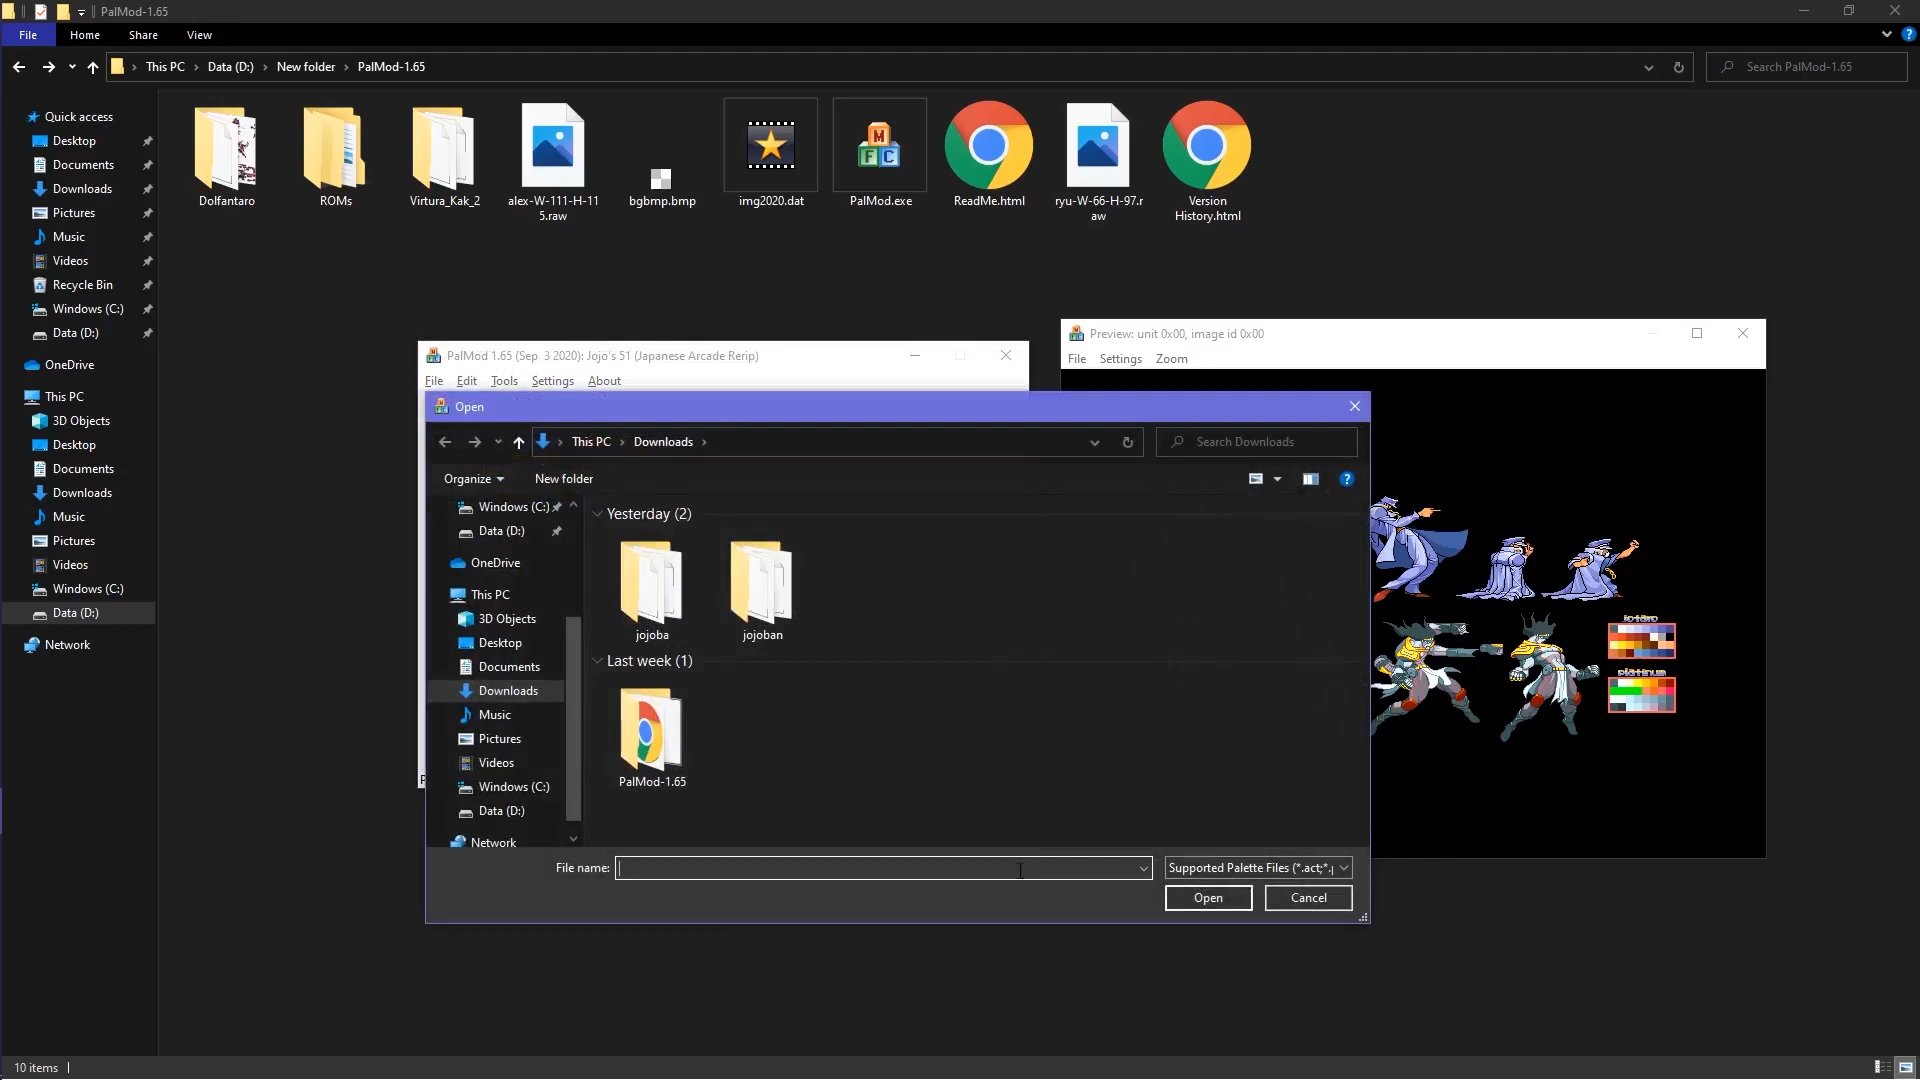 PalMod-1.65
File Home Share View
This PC Data (D:) New folder PalMod-1.65
Search PalMod-1.65
Quick access
Desktop
Documents
Downloads
Pictures
Music
Videos
Recycle Bin
Windows (C:)
Data (D:)
OneDrive
This PC
3D Objects
Desktop
Documents
Downloads
Music
Pictures
Videos
Windows (C:)
Data (D:)
Network
Dolfantaro
ROMs
Virtura_Kak_2
alex-W-111-H-11
5.raw
bgbmp.bmp
img2020.dat
PalMod.exe
ReadMe.html
ryu-W-66-H-97.r
aw
Version
History.html
PalMod 1.65 (Sep 3 2020): Jojo's 51 (Japanese Arcade Rerip)
File Edit Tools Settings About
Preview: unit 0x00, image id 0x00
File Settings Zoom
Jotaro
platinum
Open
This PC Downloads
Search Downloads
Organize New folder
Windows (C:)
Data (D:)
OneDrive
This PC
3D Objects
Desktop
Documents
Downloads
Music
Pictures
Videos
Windows (C:)
Data (D:)
Network
Yesterday (2)
jojoba
jojoban
Last week (1)
PalMod-1.65
File name:
Supported Palette Files (*.act;*.p
Open Cancel
10 items